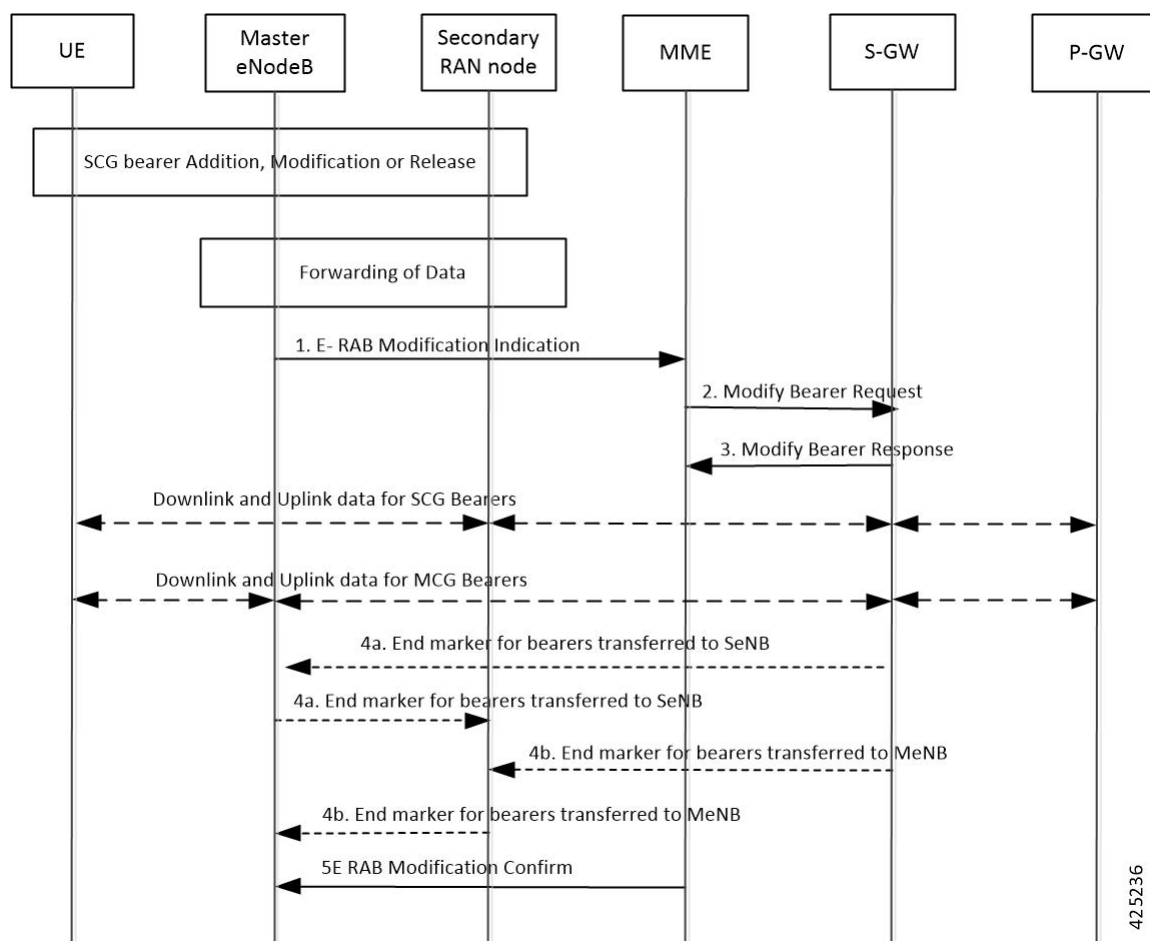 UE
Master
eNodeB
Secondary
RAN node
MME
S-GW
P-GW
SCG bearer Addition, Modification or Release
Forwarding of Data
1. E- RAB Modification Indication
2. Modify Bearer Request
3. Modify Bearer Response
Downlink and Uplink data for SCG Bearers
Downlink and Uplink data for MCG Bearers
4a. End marker for bearers transferred to SeNB
4a. End marker for bearers transferred to SeNB
4b. End marker for bearers transferred to MeNB
4b. End marker for bearers transferred to MeNB
5E RAB Modification Confirm
425236